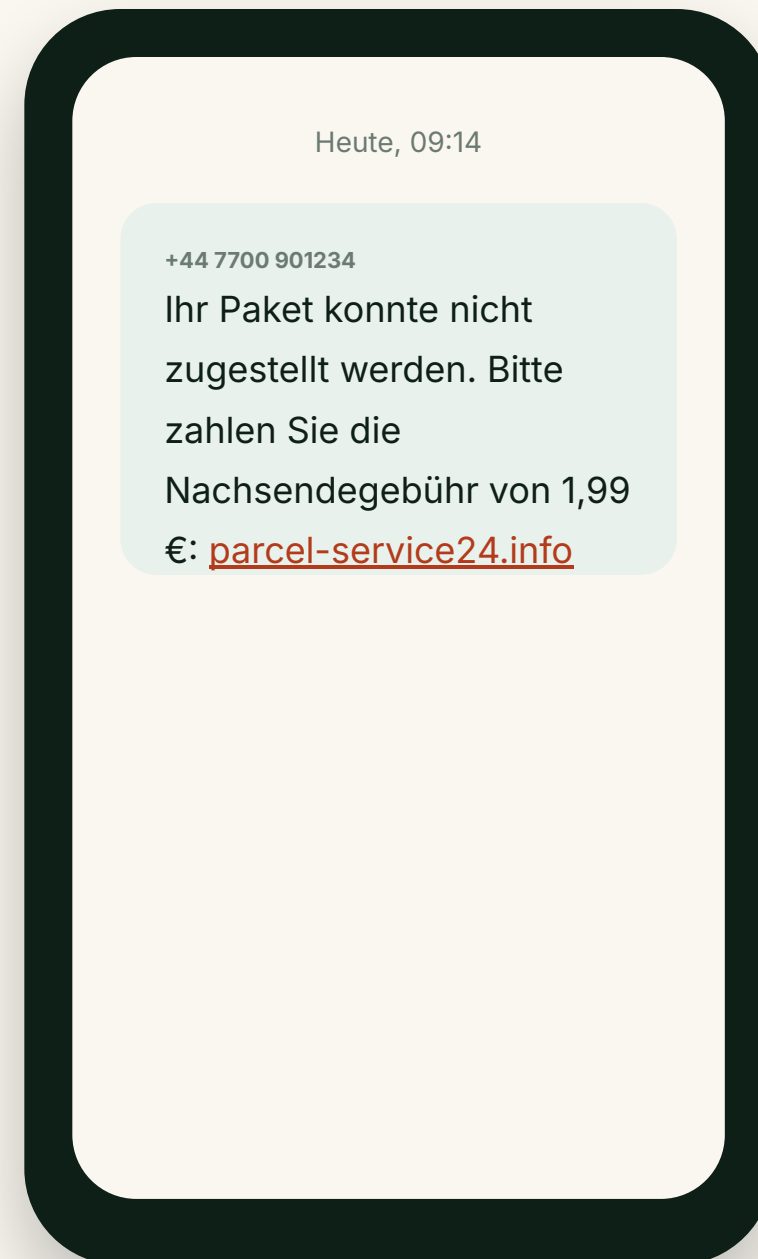 Heute, 09:14
+44 7700 901234
Ihr Paket konnte nicht
zugestellt werden. Bitte
zahlen Sie die
Nachsendegebühr von 1,99
€: parcel-service24.info